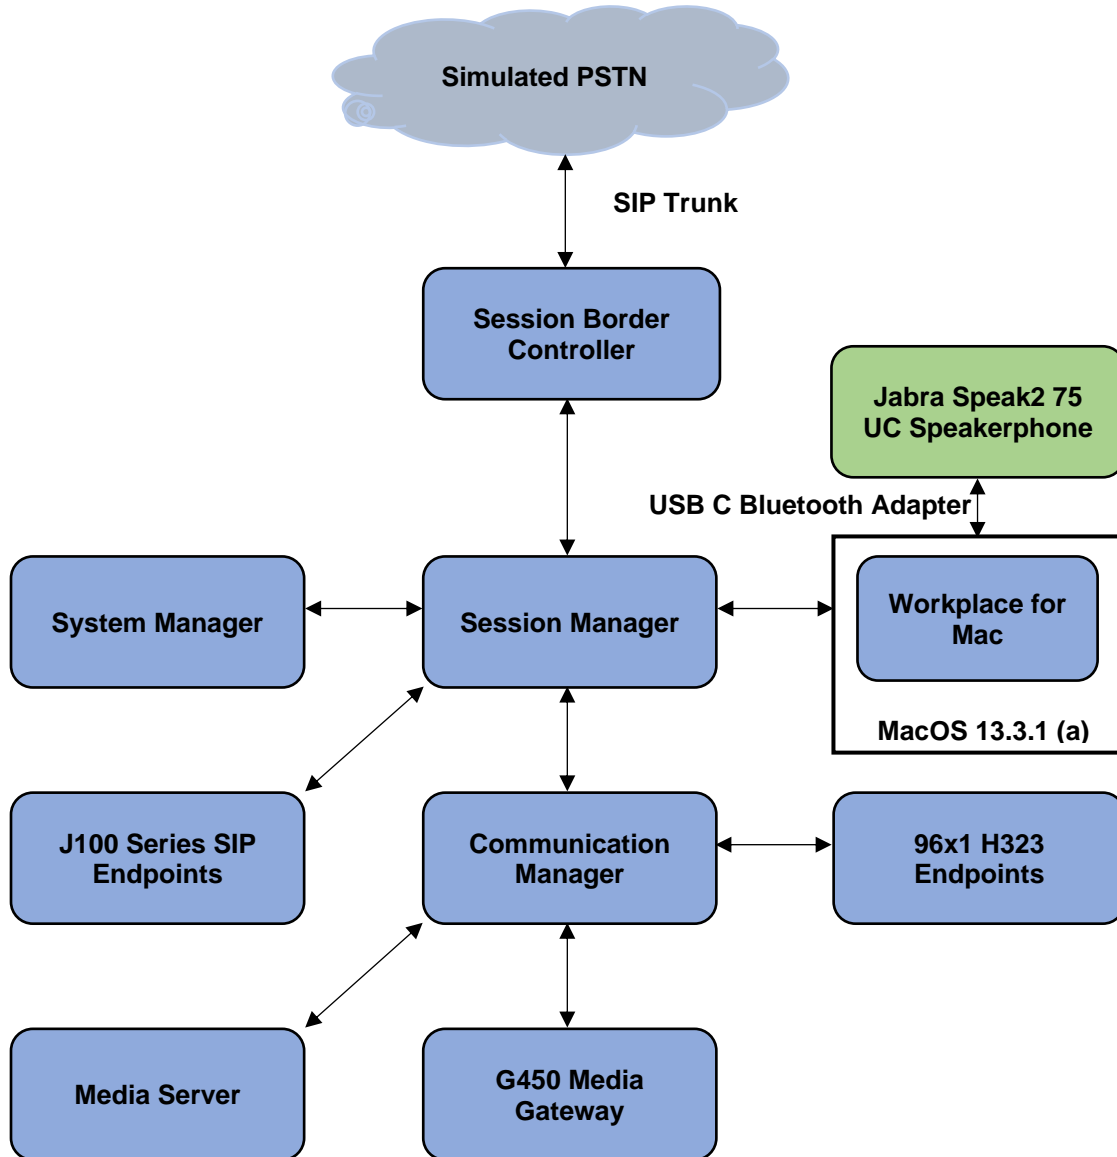 Simulated PSTN
SIP Trunk
Session Border
Controller
Jabra Speak2 75
UC Speakerphone
USB C Bluetooth Adapter
System Manager
Session Manager
Workplace for
Mac
MacOS 13.3.1 (a)
J100 Series SIP
Endpoints
Communication
Manager
96x1 H323
Endpoints
Media Server
G450 Media
Gateway